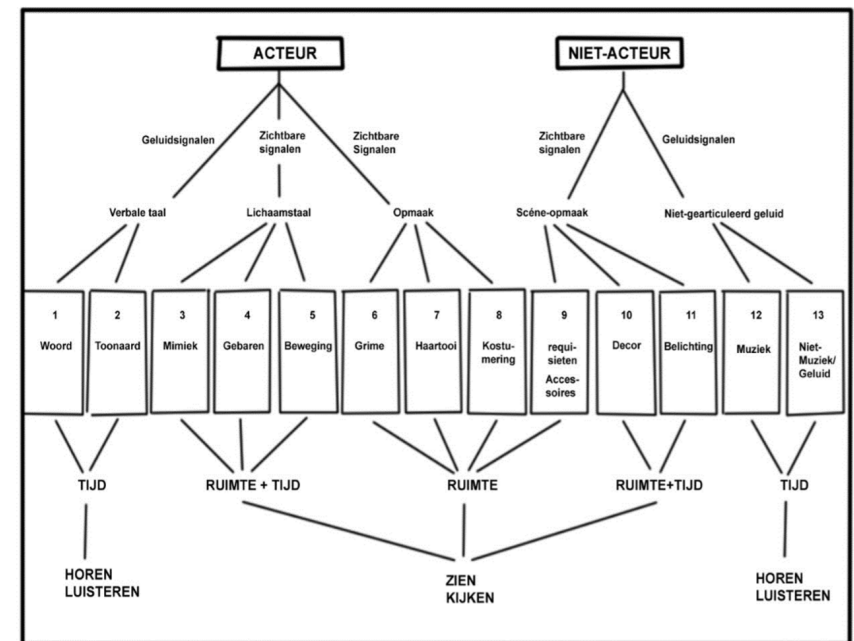 ACTEUR
NIET-ACTEUR
Geluidsignalen
Zichtbare
signalen
Zichtbare
Signalen
Zichtbare
signalen
Geluidsignalen
Verbale taal
Lichaamstaal
Opmaak
Scéne-opmaak
Niet-gearticuleerd geluid
1
Woord
2
Toonaard
3
Mimiek
4
Gebaren
5
Beweging
6
Grime
7
Haartooi
8
Kostu-
mering
9
requi-
sieten
Acces-
soires
10
Decor
11
Belichting
12
Muziek
13
Niet-
Muziek/
Geluid
TIJD
RUIMTE + TIJD
RUIMTE
RUIMTE+TIJD
TIJD
HOREN
LUISTEREN
ZIEN
KIJKEN
HOREN
LUISTEREN